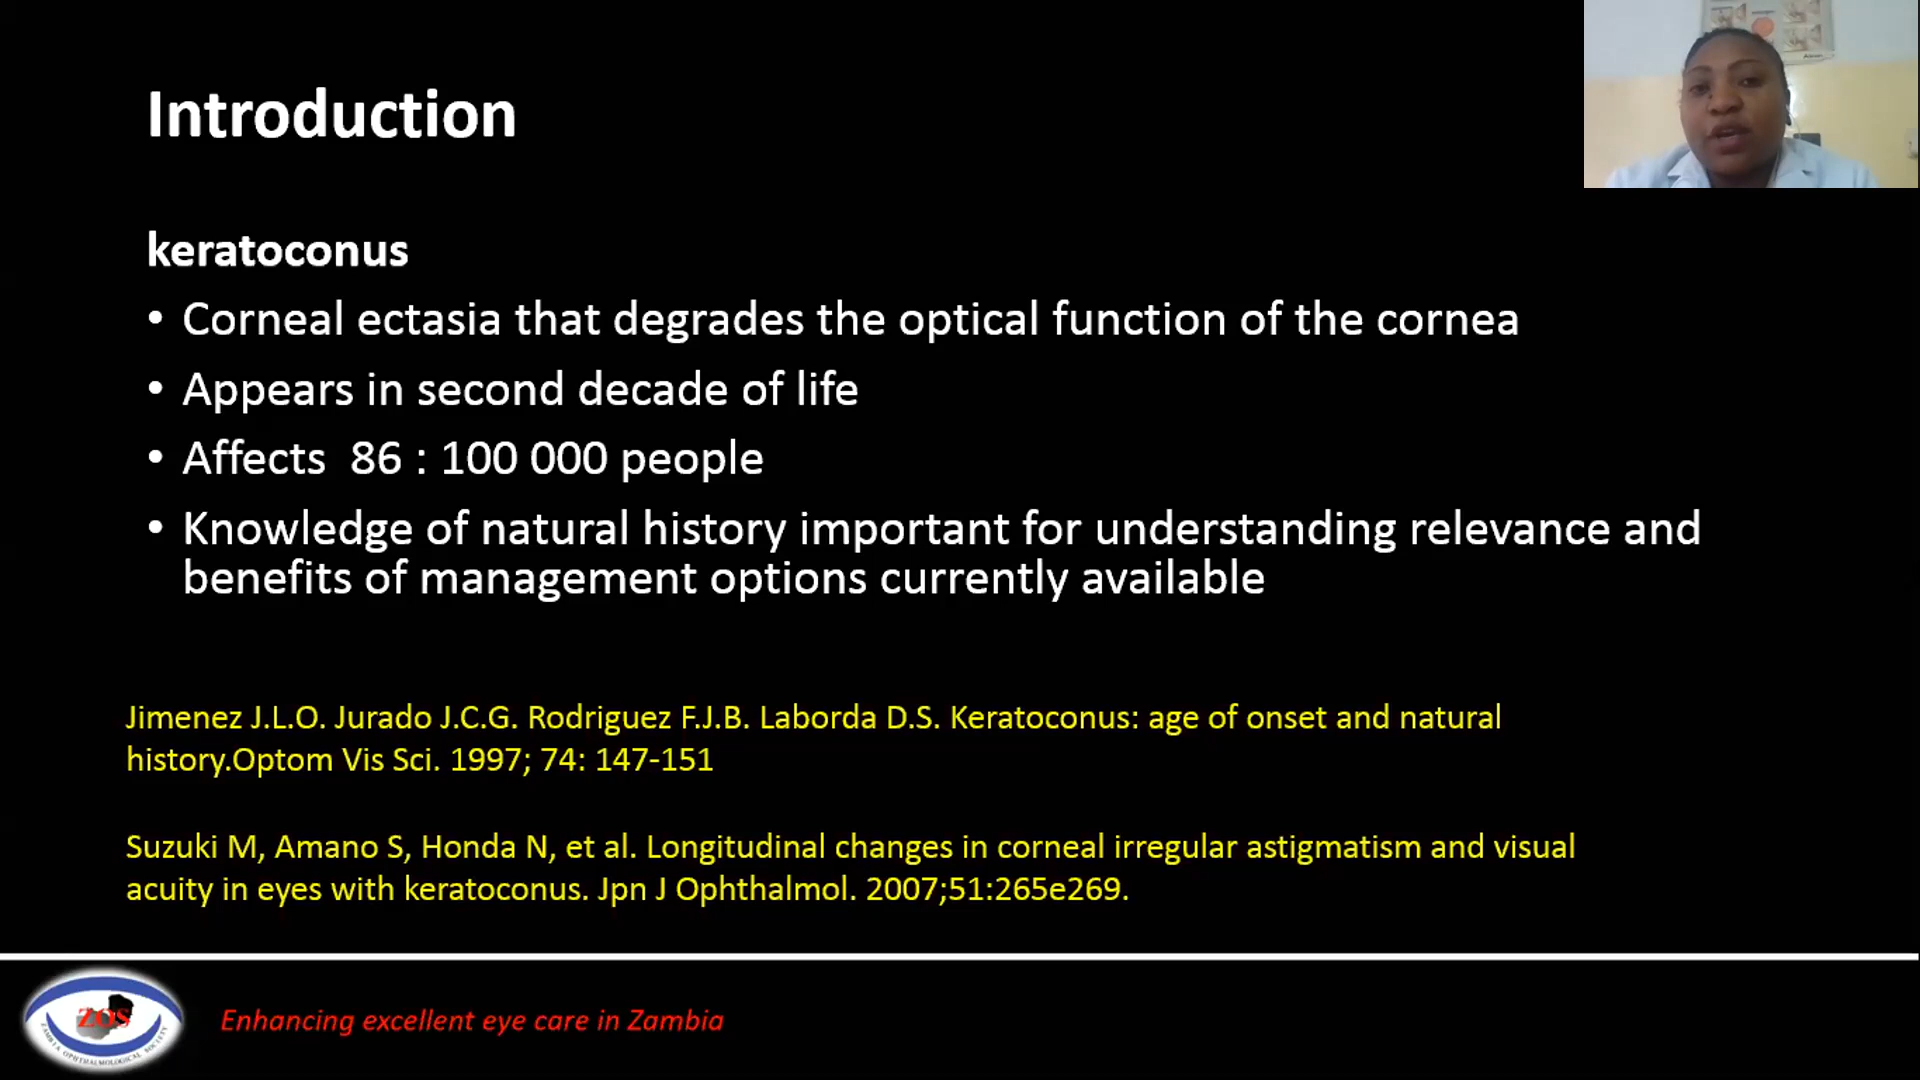 Introduction
keratoconus
• Corneal ectasia that degrades the optical function of the cornea
• Appears in second decade of life
• Affects  86 : 100 000 people
• Knowledge of natural history important for understanding relevance and
benefits of management options currently available
Jimenez J.L.O. Jurado J.C.G. Rodriguez F.J.B. Laborda D.S. Keratoconus: age of onset and natural
history.Optom Vis Sci. 1997; 74: 147-151
Suzuki M, Amano S, Honda N, et al. Longitudinal changes in corneal irregular astigmatism and visual
acuity in eyes with keratoconus. Jpn J Ophthalmol. 2007;51:265e269.
ZOS
ZAMBIA OPHTHALMOLOGICAL SOCIETY
Enhancing excellent eye care in Zambia